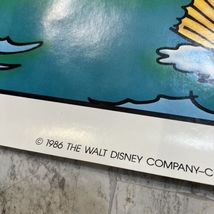 © 1986 THE WALT DISNEY COMPANY–C